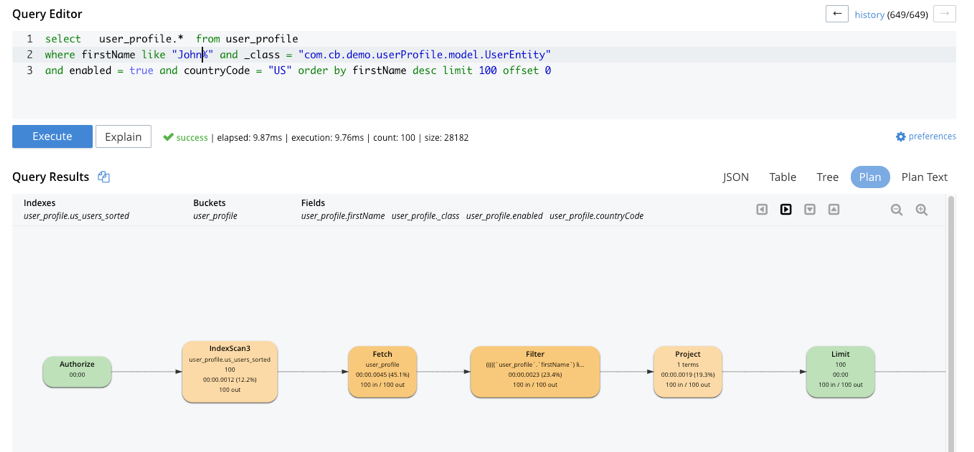 Query Editor
← history (649/649) →
1 select user_profile.* from user_profile
2 where firstName like "John%" and _class = "com.cb.demo.userProfile.model.UserEntity"
3 and enabled = true and countryCode = "US" order by firstName desc limit 100 offset 0
Execute Explain success | elapsed: 9.87ms | execution: 9.76ms | count: 100 | size: 28182 preferences
Query Results JSON Table Tree Plan Plan Text
Indexes Buckets Fields
user_profile.us_users_sorted user_profile user_profile.firstName user_profile._class user_profile.enabled user_profile.countryCode
Authorize
00:00
IndexScan3
user_profile.us_users_sorted
100
00:00.0012 (12.2%)
100 out
Fetch
user_profile
00:00.0045 (45.1%)
100 in / 100 out
Filter
(((((`user_profile`.`firstName`) li...
00:00.0023 (23.4%)
100 in / 100 out
Project
1 terms
00:00.0019 (19.3%)
100 in / 100 out
Limit
100
00:00
100 in / 100 out